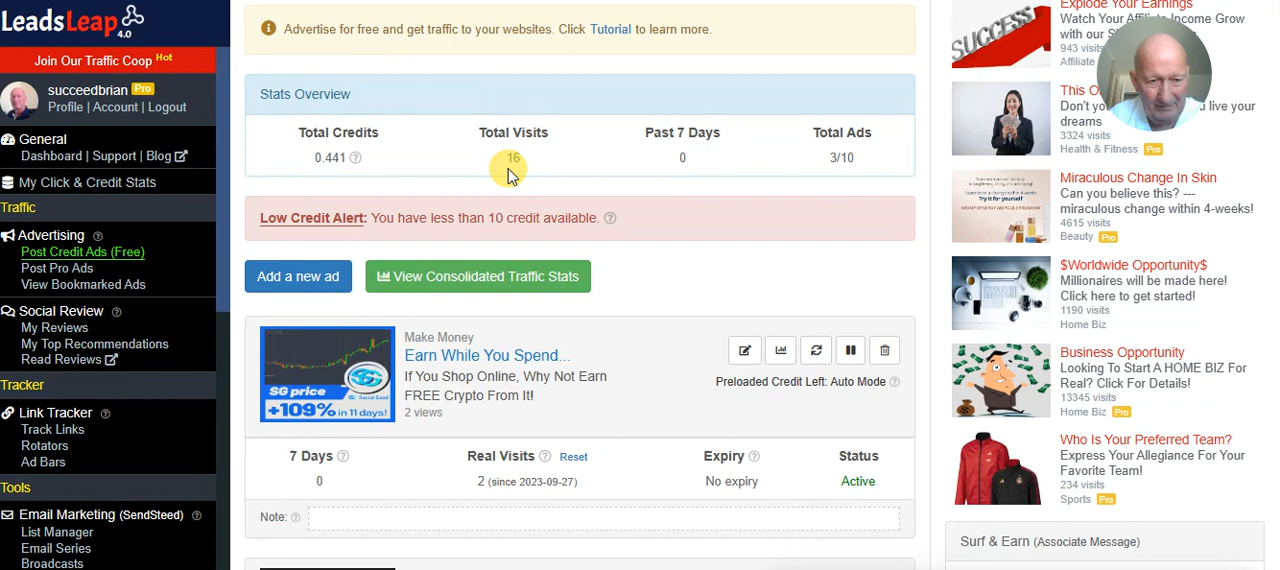 LeadsLeap 4.0
Join Our Traffic Coop Hot
succeedbrian Pro
Profile | Account | Logout
General
Dashboard | Support | Blog
My Click & Credit Stats
Traffic
Advertising
Post Credit Ads (Free)
Post Pro Ads
View Bookmarked Ads
Social Review
My Reviews
My Top Recommendations
Read Reviews
Tracker
Link Tracker
Track Links
Rotators
Ad Bars
Tools
Email Marketing (SendSteed)
List Manager
Email Series
Broadcasts
Advertise for free and get traffic to your websites. Click Tutorial to learn more.
Stats Overview
Total Credits Total Visits Past 7 Days Total Ads
0.441 16 0 3/10
Low Credit Alert: You have less than 10 credit available.
Add a new ad
View Consolidated Traffic Stats
SG price
+109% in 11 days!
Make Money
Earn While You Spend...
If You Shop Online, Why Not Earn
FREE Crypto From It!
2 views
Preloaded Credit Left: Auto Mode
7 Days Real Visits Reset Expiry Status
0 2 (since 2023-09-27) No expiry Active
Note:
SUCCESS
Explode Your Earnings
Watch Your Affiliate Income Grow
with our
943 visits
Affiliate
This
Don't live your
dreams
3324 visits
Health & Fitness Pro
Miraculous Change In Skin
Can you believe this? ---
miraculous change within 4-weeks!
4615 visits
Beauty Pro
$Worldwide Opportunity$
Millionaires will be made here!
Click here to get started!
1190 visits
Home Biz
Business Opportunity
Looking To Start A HOME BIZ For
Real? Click For Details!
13345 visits
Home Biz Pro
Who Is Your Preferred Team?
Express Your Allegiance For Your
Favorite Team!
234 visits
Sports Pro
Surf & Earn (Associate Message)